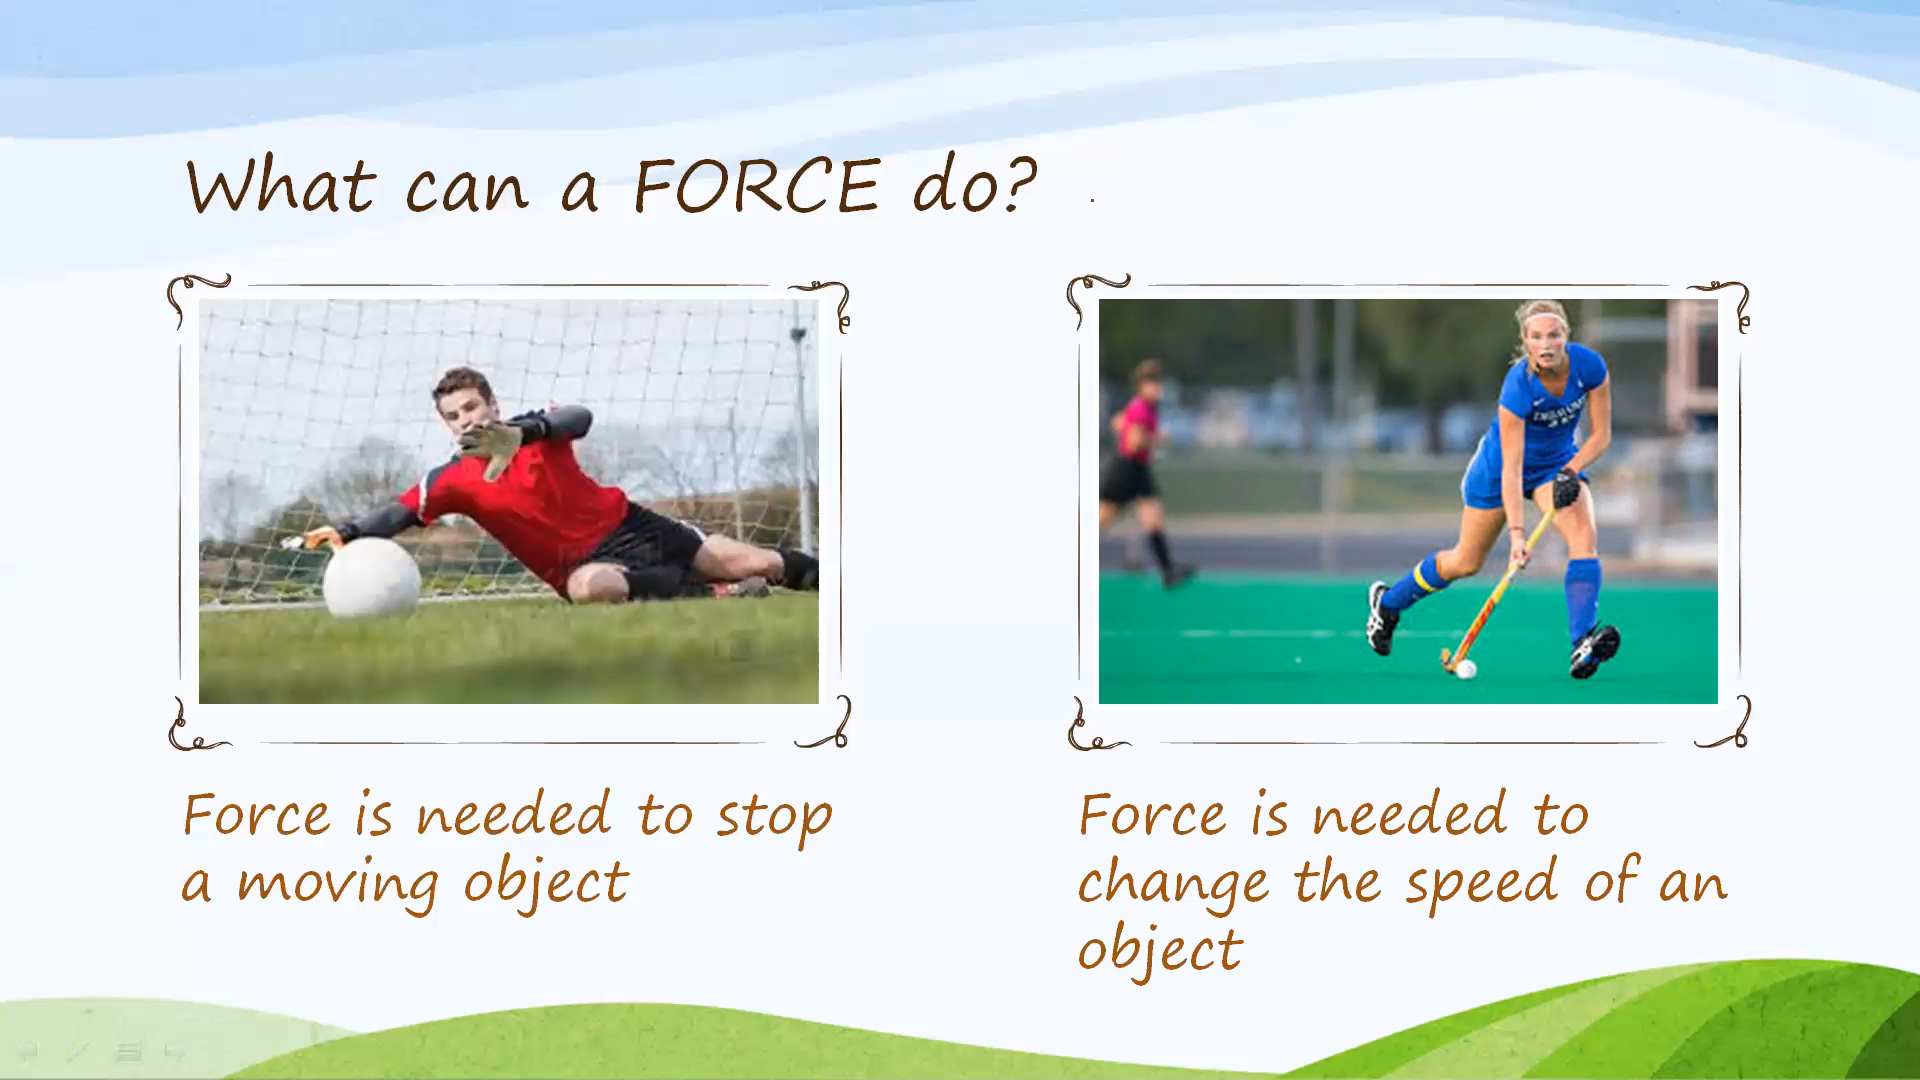 What can a FORCE do?
Force is needed to stop
a moving object
Force is needed to
change the speed of an
object